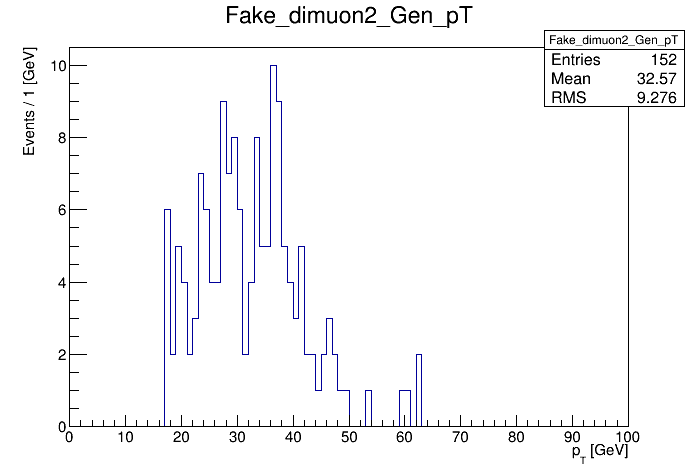 Fake_dimuon2_Gen_pT
Fake_dimuon2_Gen_pT
Entries 152
Mean 32.57
RMS 9.276
Events / 1 [GeV]
10
8
6
4
2
0
0 10 20 30 40 50 60 70 80 90 100
p_T [GeV]